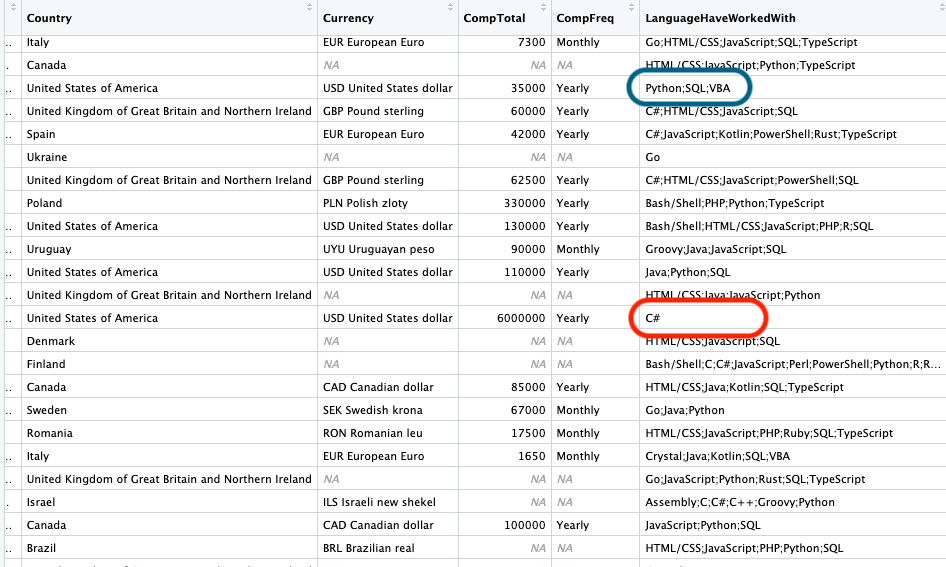 Country Currency CompTotal CompFreq LanguageHaveWorkedWith
.. Italy EUR European Euro 7300 Monthly Go;HTML/CSS;JavaScript;SQL;TypeScript
. Canada NA NA NA HTML/CSS;JavaScript;Python;TypeScript
.. United States of America USD United States dollar 35000 Yearly Python;SQL;VBA
.. United Kingdom of Great Britain and Northern Ireland GBP Pound sterling 60000 Yearly C#;HTML/CSS;JavaScript;SQL
.. Spain EUR European Euro 42000 Yearly C#;JavaScript;Kotlin;PowerShell;Rust;TypeScript
Ukraine NA NA NA Go
.. United Kingdom of Great Britain and Northern Ireland GBP Pound sterling 62500 Yearly C#;HTML/CSS;JavaScript;PowerShell;SQL
.. Poland PLN Polish zloty 330000 Yearly Bash/Shell;PHP;Python;TypeScript
.. United States of America USD United States dollar 130000 Yearly Bash/Shell;HTML/CSS;JavaScript;PHP;R;SQL
.. Uruguay UYU Uruguayan peso 90000 Monthly Groovy;Java;JavaScript;SQL
.. United States of America USD United States dollar 110000 Yearly Java;Python;SQL
.. United Kingdom of Great Britain and Northern Ireland NA NA NA HTML/CSS;Java;JavaScript;Python
.. United States of America USD United States dollar 6000000 Yearly C#
Denmark NA NA NA HTML/CSS;JavaScript;SQL
Finland NA NA NA Bash/Shell;C;C#;JavaScript;Perl;PowerShell;Python;R;R...
.. Canada CAD Canadian dollar 85000 Yearly HTML/CSS;Java;Kotlin;SQL;TypeScript
.. Sweden SEK Swedish krona 67000 Monthly Go;Java;Python
Romania RON Romanian leu 17500 Monthly HTML/CSS;JavaScript;PHP;Ruby;SQL;TypeScript
.. Italy EUR European Euro 1650 Monthly Crystal;Java;Kotlin;SQL;VBA
United Kingdom of Great Britain and Northern Ireland NA NA NA Go;JavaScript;Python;Rust;SQL;TypeScript
. Israel ILS Israeli new shekel NA NA Assembly;C;C#;C++;Groovy;Python
.. Canada CAD Canadian dollar 100000 Yearly JavaScript;Python;SQL
.. Brazil BRL Brazilian real NA NA HTML/CSS;JavaScript;PHP;Python;SQL